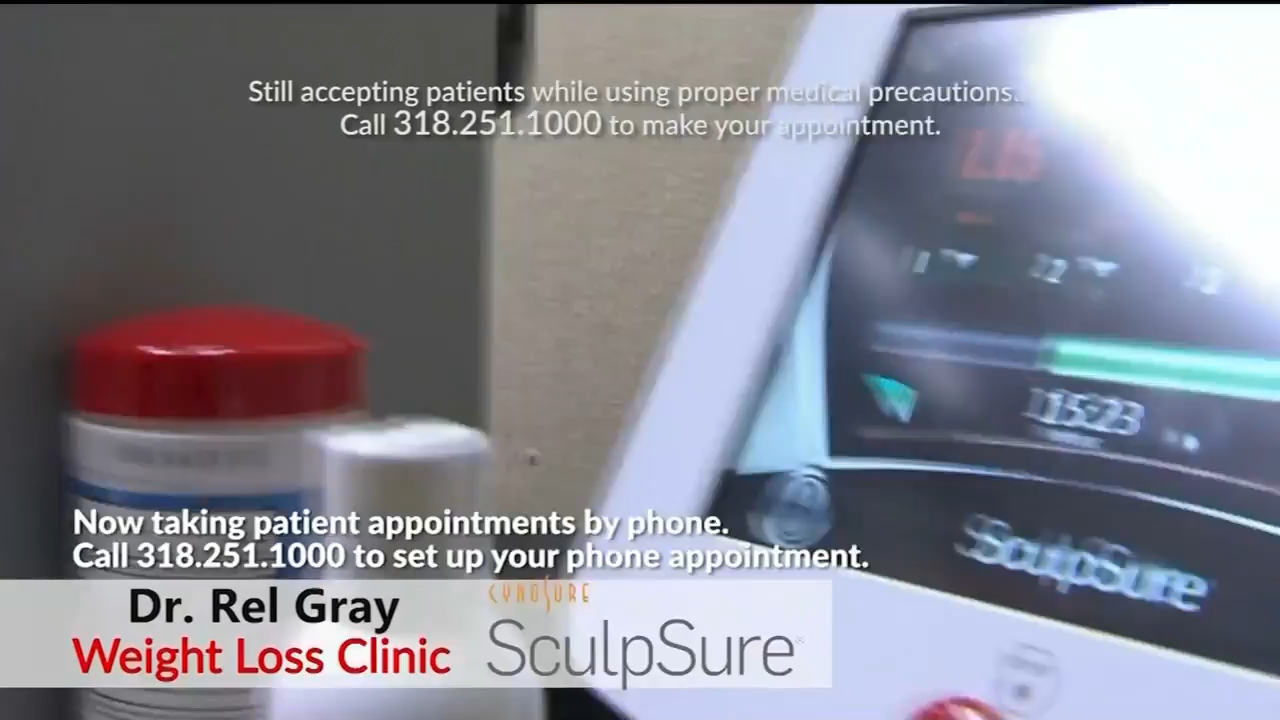 Still accepting patients while using proper medical precautions.
Call 318.251.1000 to make your appointment.
SculpSure
Now taking patient appointments by phone.
Call 318.251.1000 to set up your phone appointment.
Dr. Rel Gray
Weight Loss Clinic
CYNOSURE
SculpSure